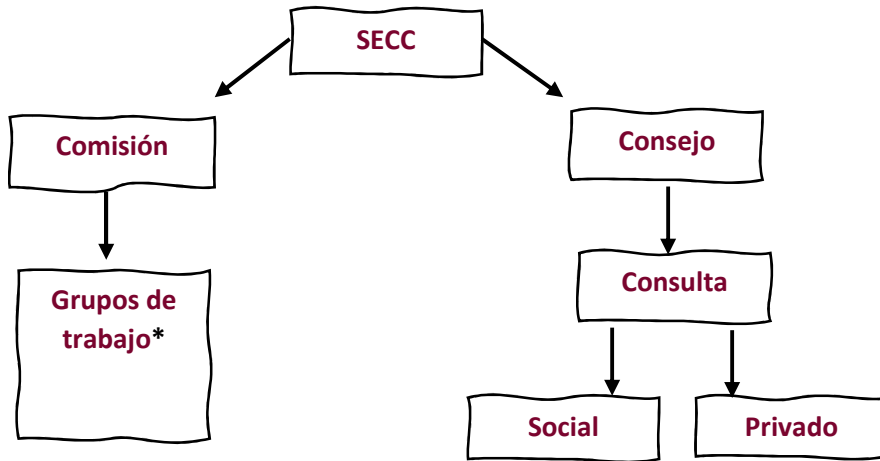 SECC
Comisión
Consejo
Grupos de
trabajo*
Consulta
Social
Privado